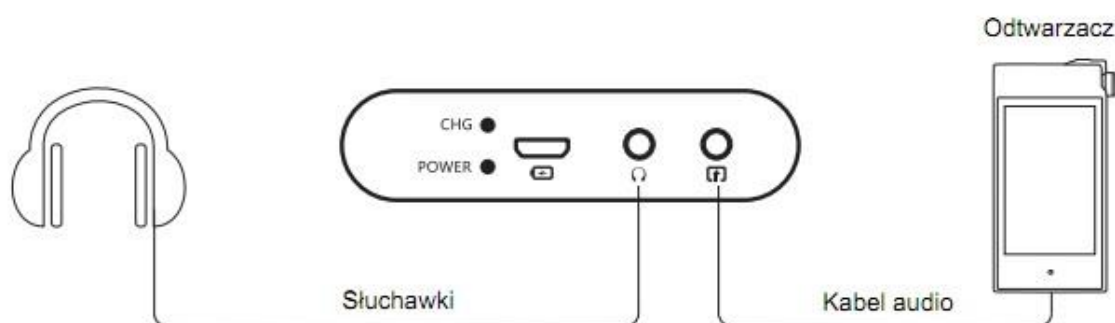 Odtwarzacz
CHG
POWER
Słuchawki
Kabel audio